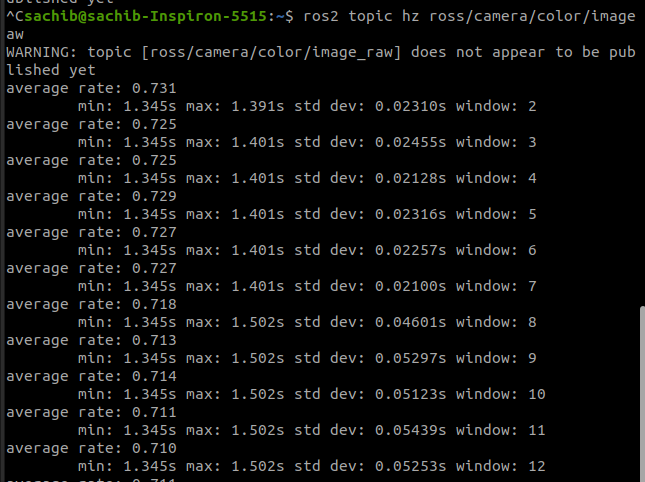 ublished yet
^Csachib@sachib-Inspiron-5515:~$ ros2 topic hz ross/camera/color/image
aw
WARNING: topic [ross/camera/color/image_raw] does not appear to be pub
lished yet
average rate: 0.731
min: 1.345s max: 1.391s std dev: 0.02310s window: 2
average rate: 0.725
min: 1.345s max: 1.401s std dev: 0.02455s window: 3
average rate: 0.725
min: 1.345s max: 1.401s std dev: 0.02128s window: 4
average rate: 0.729
min: 1.345s max: 1.401s std dev: 0.02316s window: 5
average rate: 0.727
min: 1.345s max: 1.401s std dev: 0.02257s window: 6
average rate: 0.727
min: 1.345s max: 1.401s std dev: 0.02100s window: 7
average rate: 0.718
min: 1.345s max: 1.502s std dev: 0.04601s window: 8
average rate: 0.713
min: 1.345s max: 1.502s std dev: 0.05297s window: 9
average rate: 0.714
min: 1.345s max: 1.502s std dev: 0.05123s window: 10
average rate: 0.711
min: 1.345s max: 1.502s std dev: 0.05439s window: 11
average rate: 0.710
min: 1.345s max: 1.502s std dev: 0.05253s window: 12
average rate: 0.711